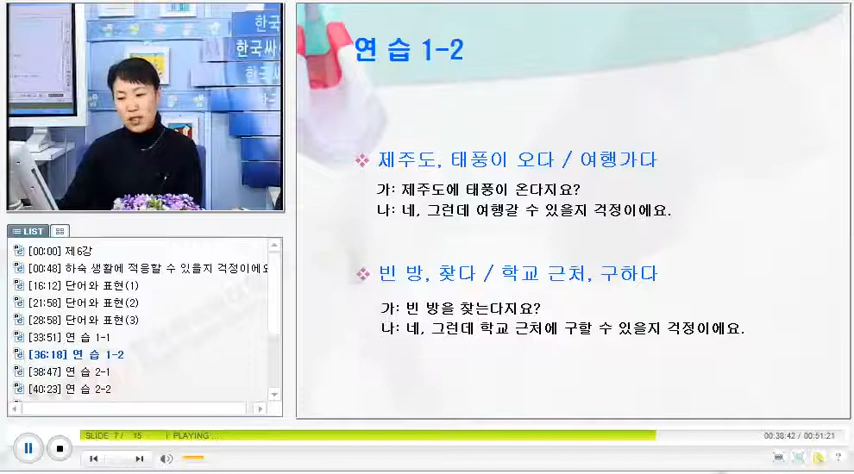 한국
한국싸
한국
연 습 1-2
제주도, 태풍이 오다 / 여행가다
가: 제주도에 태풍이 온다지요?
나: 네, 그런데 여행갈 수 있을지 걱정이에요.
빈 방, 찾다 / 학교 근처, 구하다
가: 빈 방을 찾는다지요?
나: 네, 그런데 학교 근처에 구할 수 있을지 걱정이에요.
LIST
[00:00] 제6강
[00:48] 하숙 생활에 적응할 수 있을지 걱정이에요
[16:12] 단어와 표현(1)
[21:58] 단어와 표현(2)
[28:58] 단어와 표현(3)
[33:51] 연 습 1-1
[36:18] 연 습 1-2
[38:47] 연 습 2-1
[40:23] 연 습 2-2
SLIDE 7 / 15 PLAYING...
00:38:42 / 00:51:21